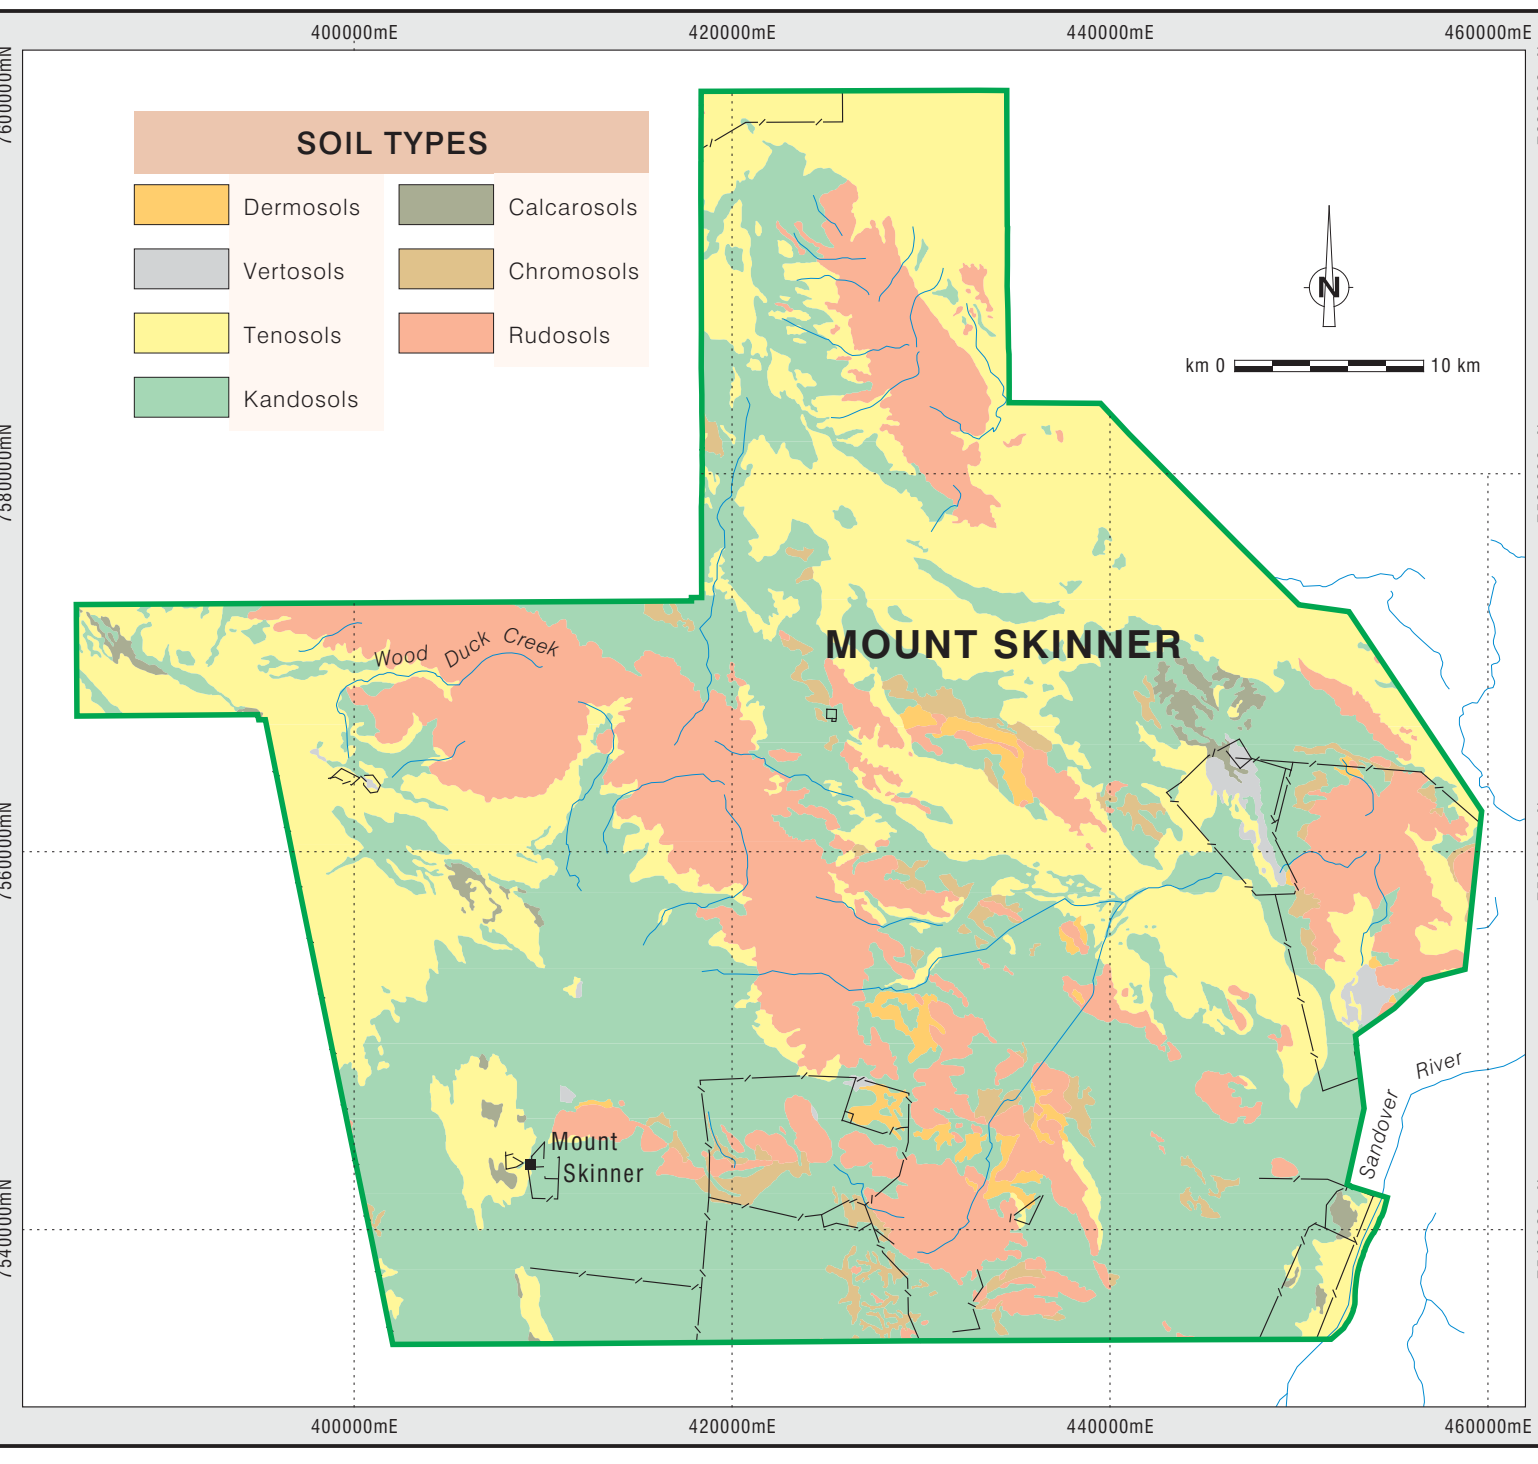 400000mE 420000mE 440000mE 460000mE
7600000mN
SOIL TYPES
Dermosols Calcarosols
Vertosols Chromosols
Tenosols Rudosols
Kandosols
N
km 0 10 km
7580000mN
MOUNT SKINNER
Wood Duck Creek
7560000mN
Sandover River
Mount
Skinner
7540000mN
400000mE 420000mE 440000mE 460000mE